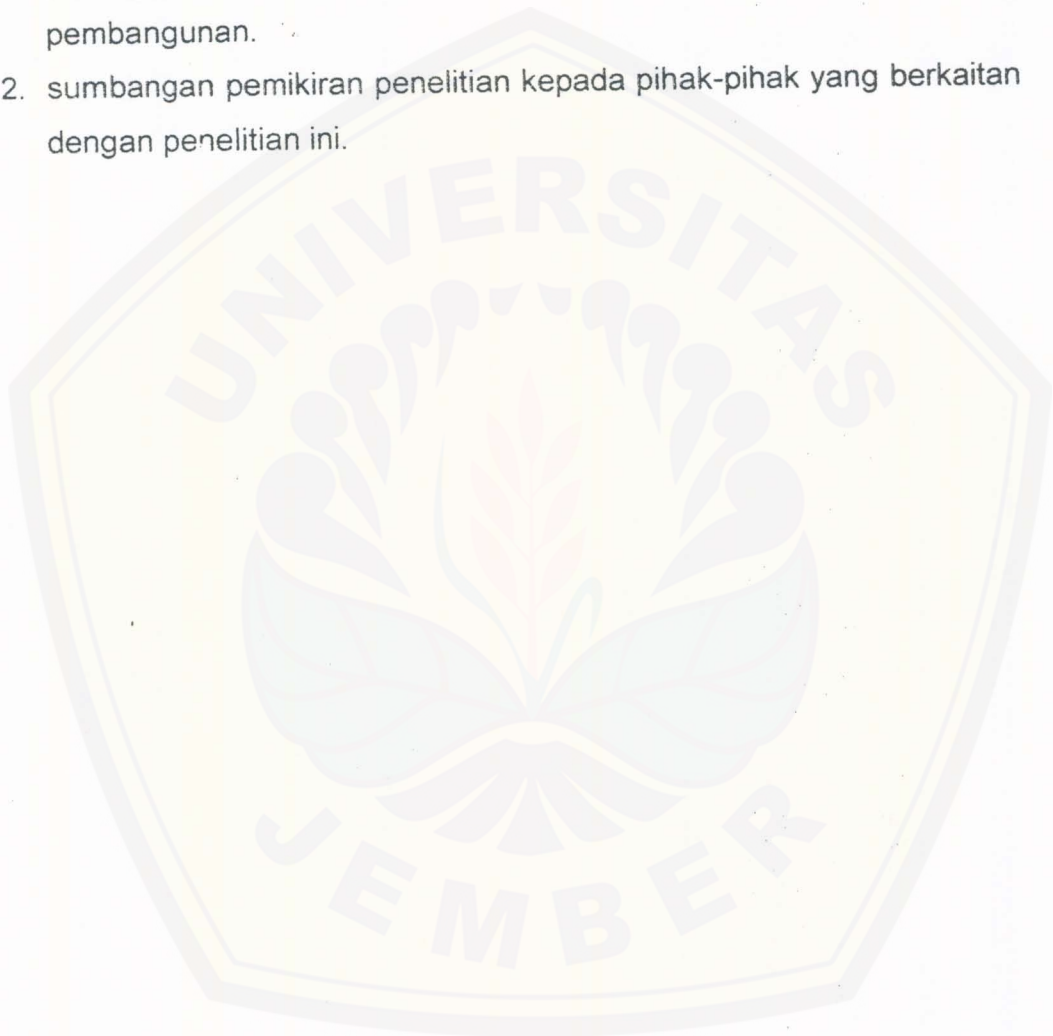 pembangunan.
2. sumbangan pemikiran penelitian kepada pihak-pihak yang berkaitan
dengan penelitian ini.
UNIVERSITAS
JEMBER